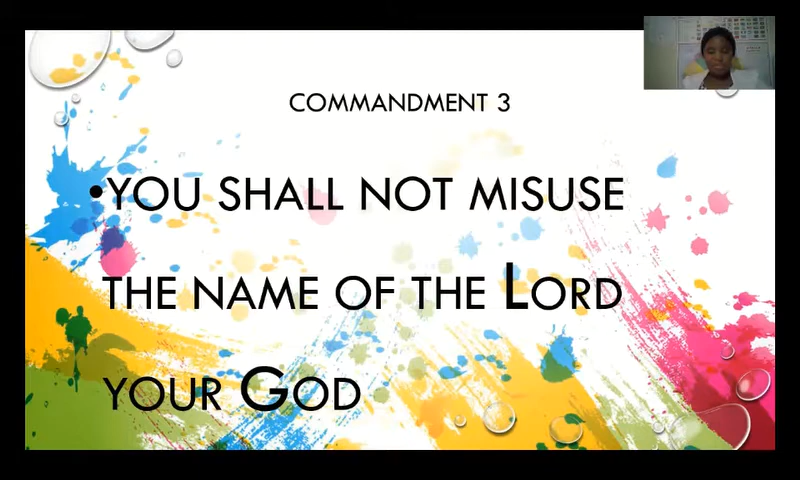 COMMANDMENT 3
•YOU SHALL NOT MISUSE
THE NAME OF THE LORD
YOUR GOD